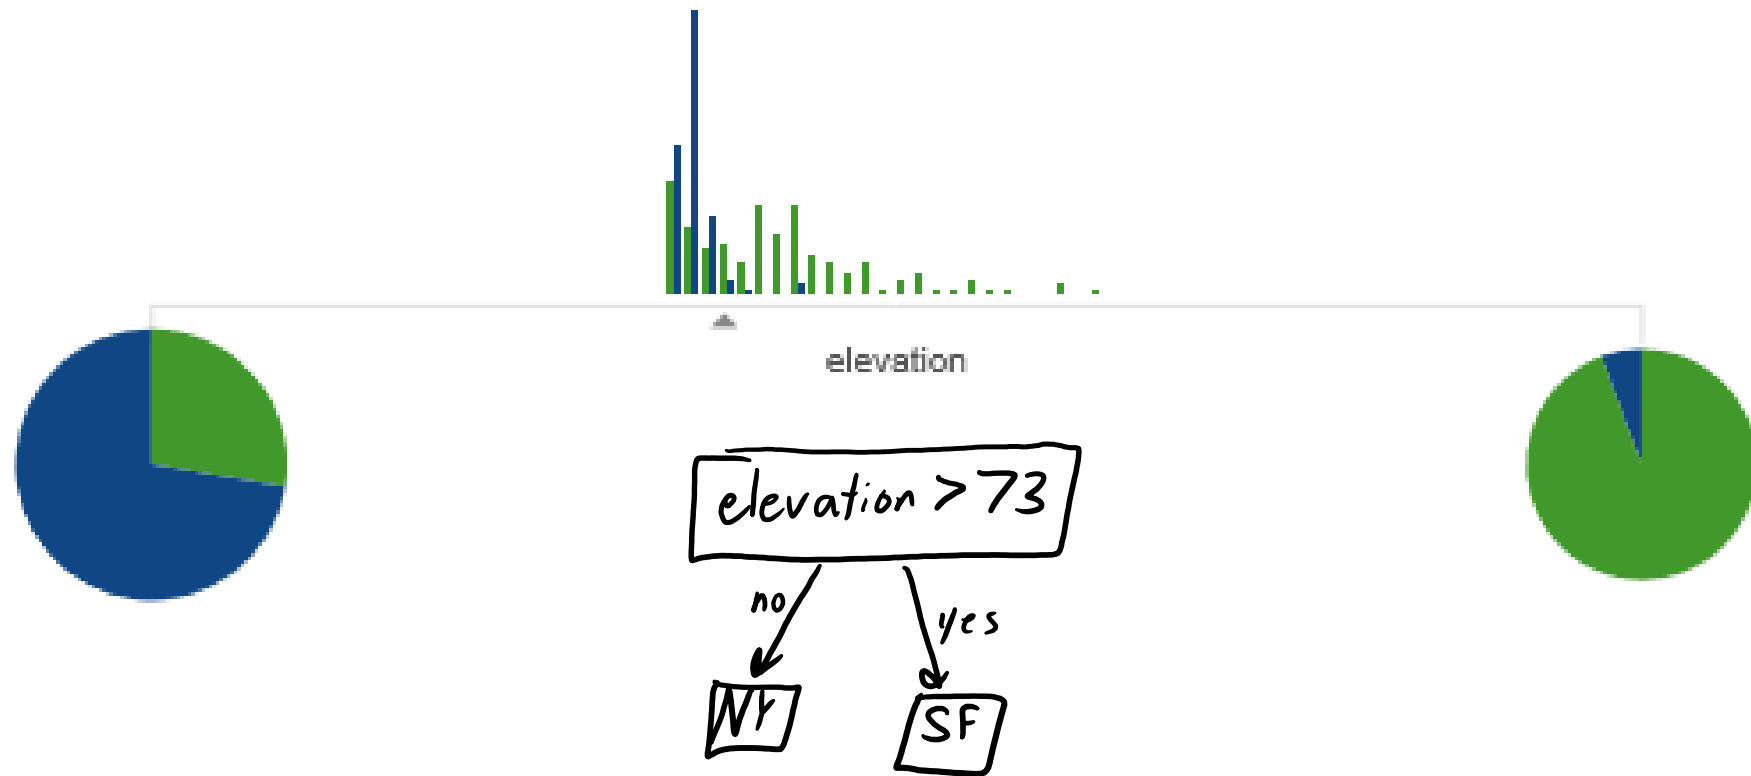 elevation
elevation > 73
no
yes
NY
SF